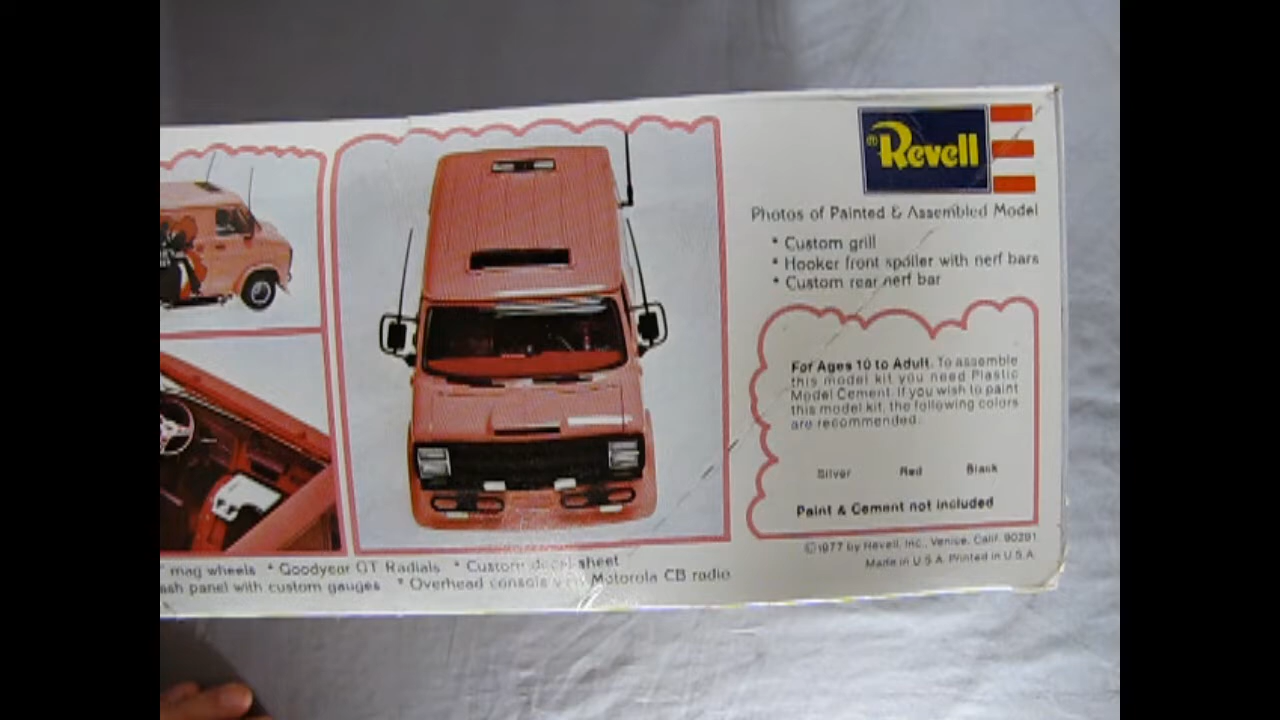 ® Revell
Photos of Painted & Assembled Model
* Custom grill
* Hooker front spoiler with nerf bars
* Custom rear nerf bar
For Ages 10 to Adult. To assemble
this model kit you need Plastic
Model Cement. If you wish to paint
this model kit, the following colors
are recommended:
Silver Red Black
Paint & Cement not included
©1977 by Revell, Inc., Venice, Calif. 90291
Made in U.S.A. Printed in U.S.A.
" mag wheels * Goodyear GT Radials * Custom decal sheet
ash panel with custom gauges * Overhead console with Motorola CB radio